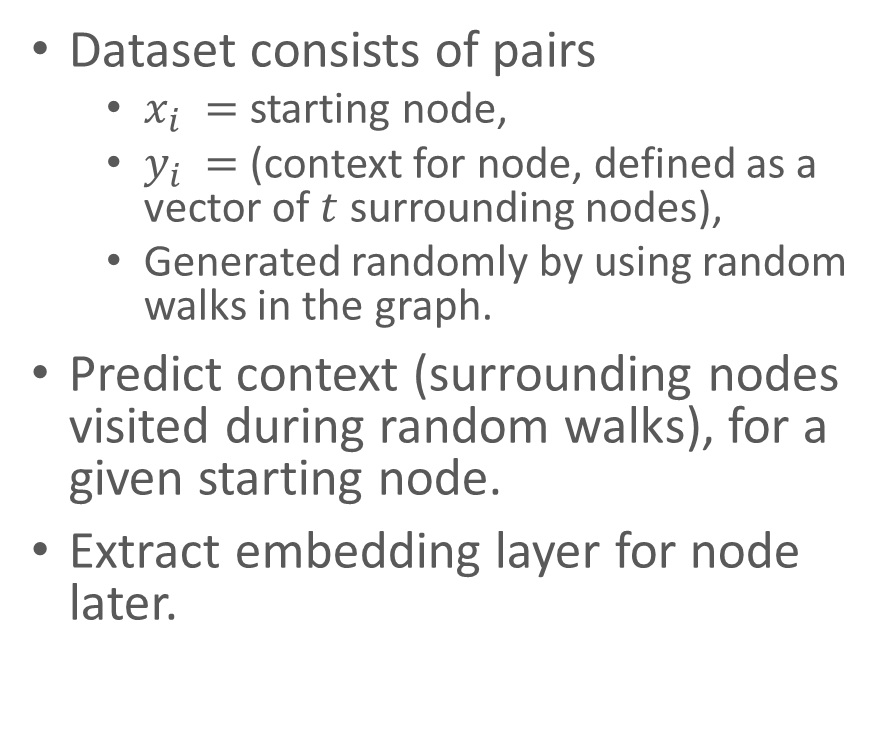 • Dataset consists of pairs
• xᵢ = starting node,
• yᵢ = (context for node, defined as a
vector of t surrounding nodes),
• Generated randomly by using random
walks in the graph.
• Predict context (surrounding nodes
visited during random walks), for a
given starting node.
• Extract embedding layer for node
later.